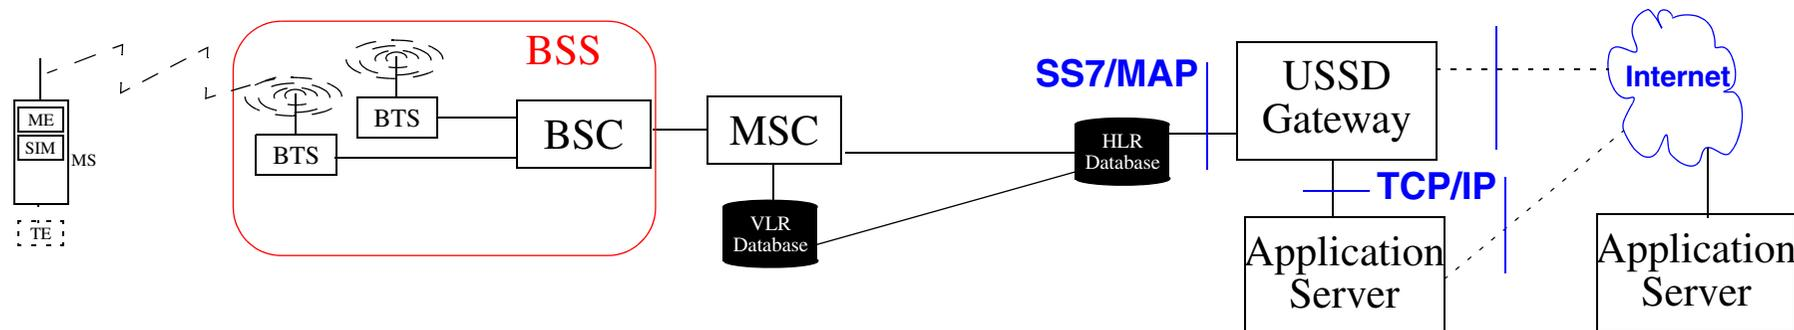 BSS
ME
SIM
MS
TE
BTS
BTS
BSC
MSC
VLR
Database
HLR
Database
SS7/MAP
USSD
Gateway
TCP/IP
Application
Server
Internet
Application
Server